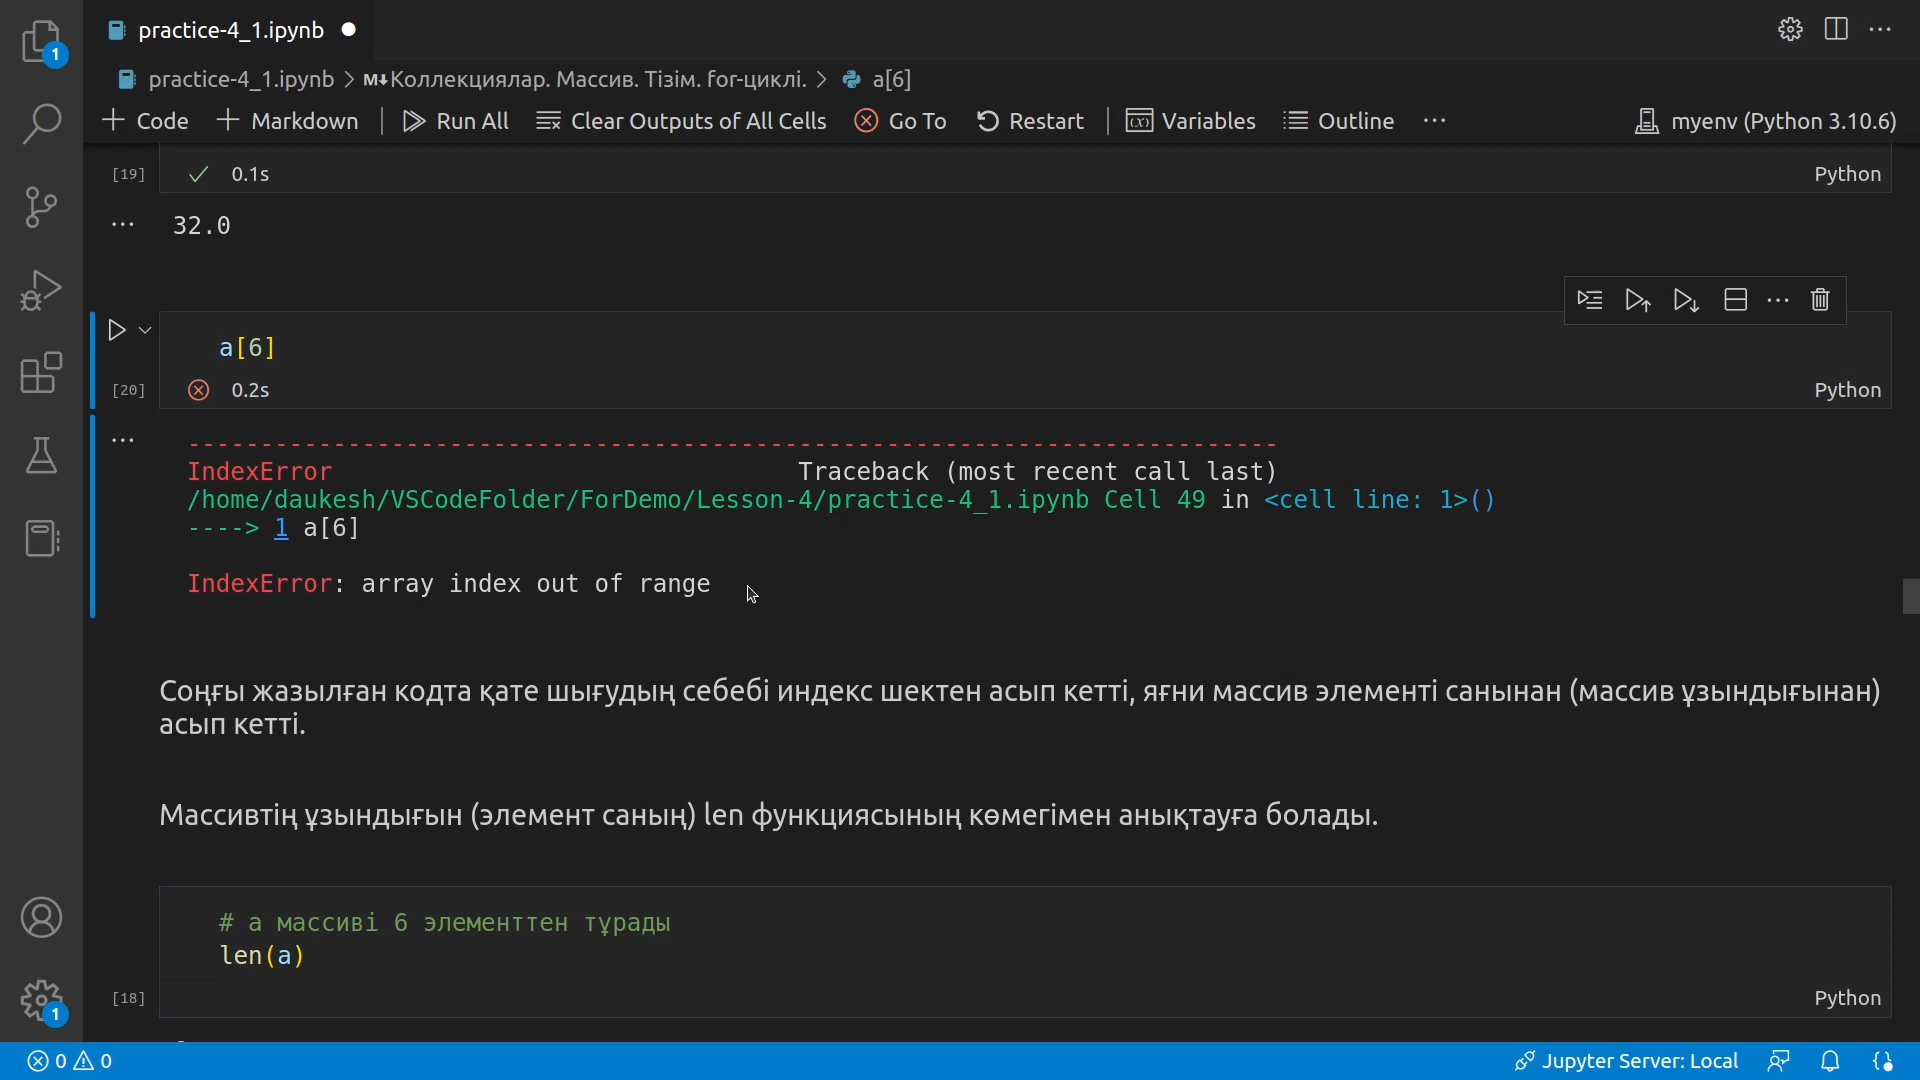 practice-4_1.ipynb
1
practice-4_1.ipynb > M↓Коллекциялар. Массив. Тізім. for-циклі. > a[6]
+ Code + Markdown | Run All Clear Outputs of All Cells Go To Restart | Variables Outline ··· myenv (Python 3.10.6)
[19] 0.1s Python
··· 32.0
a[6]
[20] 0.2s Python
---------------------------------------------------------------------------
IndexError Traceback (most recent call last)
/home/daukesh/VSCodeFolder/ForDemo/Lesson-4/practice-4_1.ipynb Cell 49 in <cell line: 1>()
----> 1 a[6]
IndexError: array index out of range
Соңғы жазылған кодта қате шығудың себебі индекс шектен асып кетті, яғни массив элементі санынан (массив ұзындығынан)
асып кетті.
Массивтің ұзындығын (элемент саның) len функциясының көмегімен анықтауға болады.
# a массиві 6 элементтен тұрады
len(a)
[18] Python
1
0 0 Jupyter Server: Local